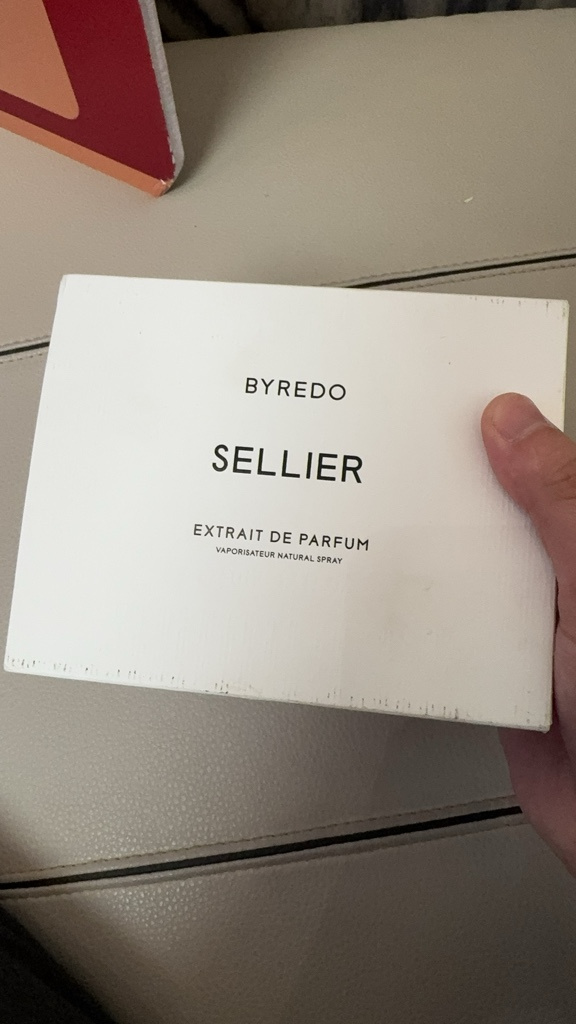 BYREDO
SELLIER
EXTRAIT DE PARFUM
VAPORISATEUR NATURAL SPRAY